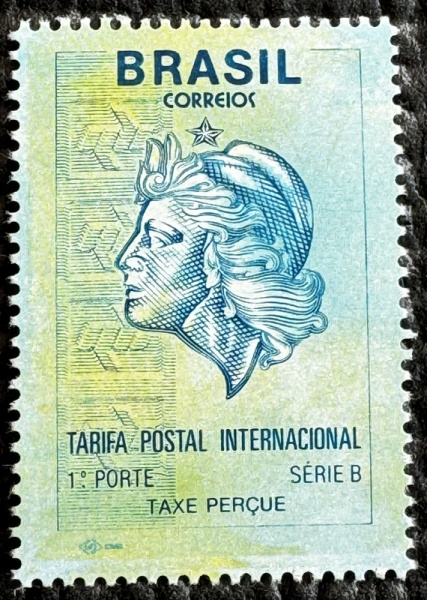 BRASIL
CORREIOS
TARIFA POSTAL INTERNACIONAL
1º PORTE SÉRIE B
TAXE PERÇUE